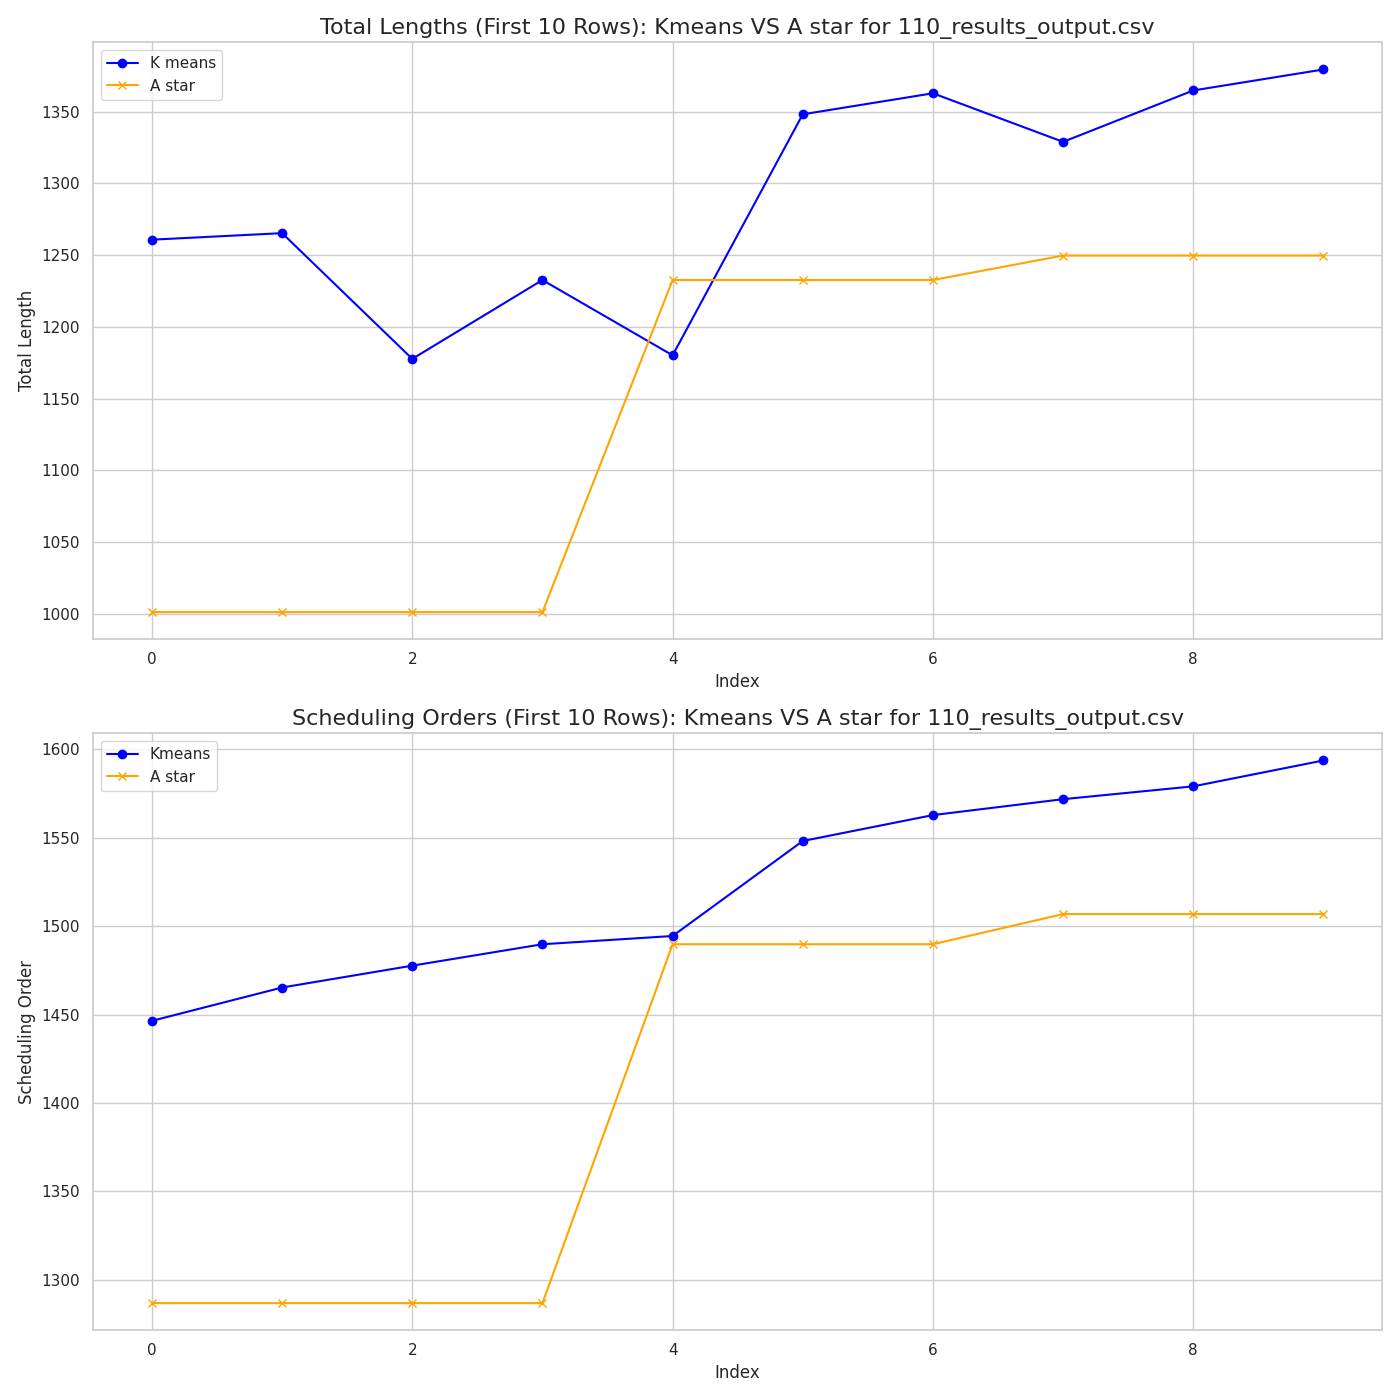 Total Lengths (First 10 Rows): Kmeans VS A star for 110_results_output.csv
K means
A star
1350
1300
1250
1200
1150
1100
1050
1000
Total Length
0 2 4 6 8
Index
Scheduling Orders (First 10 Rows): Kmeans VS A star for 110_results_output.csv
Kmeans
A star
1600
1550
1500
1450
1400
1350
1300
Scheduling Order
0 2 4 6 8
Index